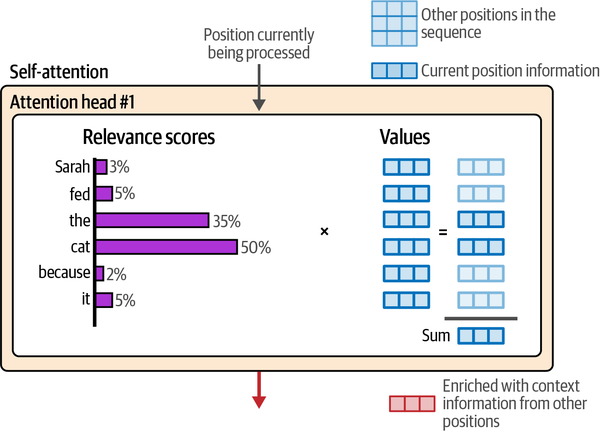 Position currently
being processed
Other positions in the
sequence
Current position information
Self-attention
Attention head #1
Relevance scores
Values
Sarah 3%
fed 5%
the 35%
cat 50%
because 2%
it 5%
×
=
Sum
Enriched with context
information from other
positions